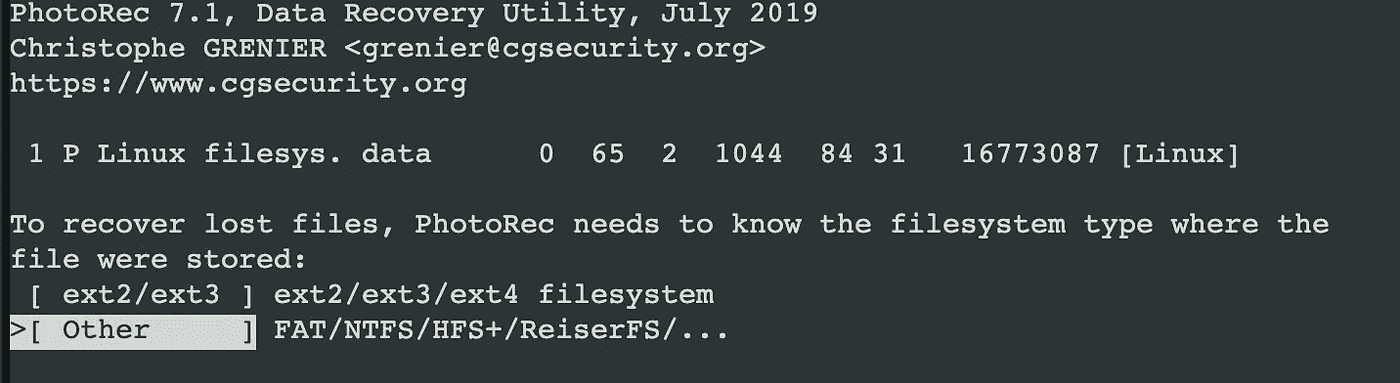 PhotoRec 7.1, Data Recovery Utility, July 2019
Christophe GRENIER <grenier@cgsecurity.org>
https://www.cgsecurity.org
1 P Linux filesys. data 0 65 2 1044 84 31 16773087 [Linux]
To recover lost files, PhotoRec needs to know the filesystem type where the
file were stored:
[ ext2/ext3 ] ext2/ext3/ext4 filesystem
>[ Other ] FAT/NTFS/HFS+/ReiserFS/...